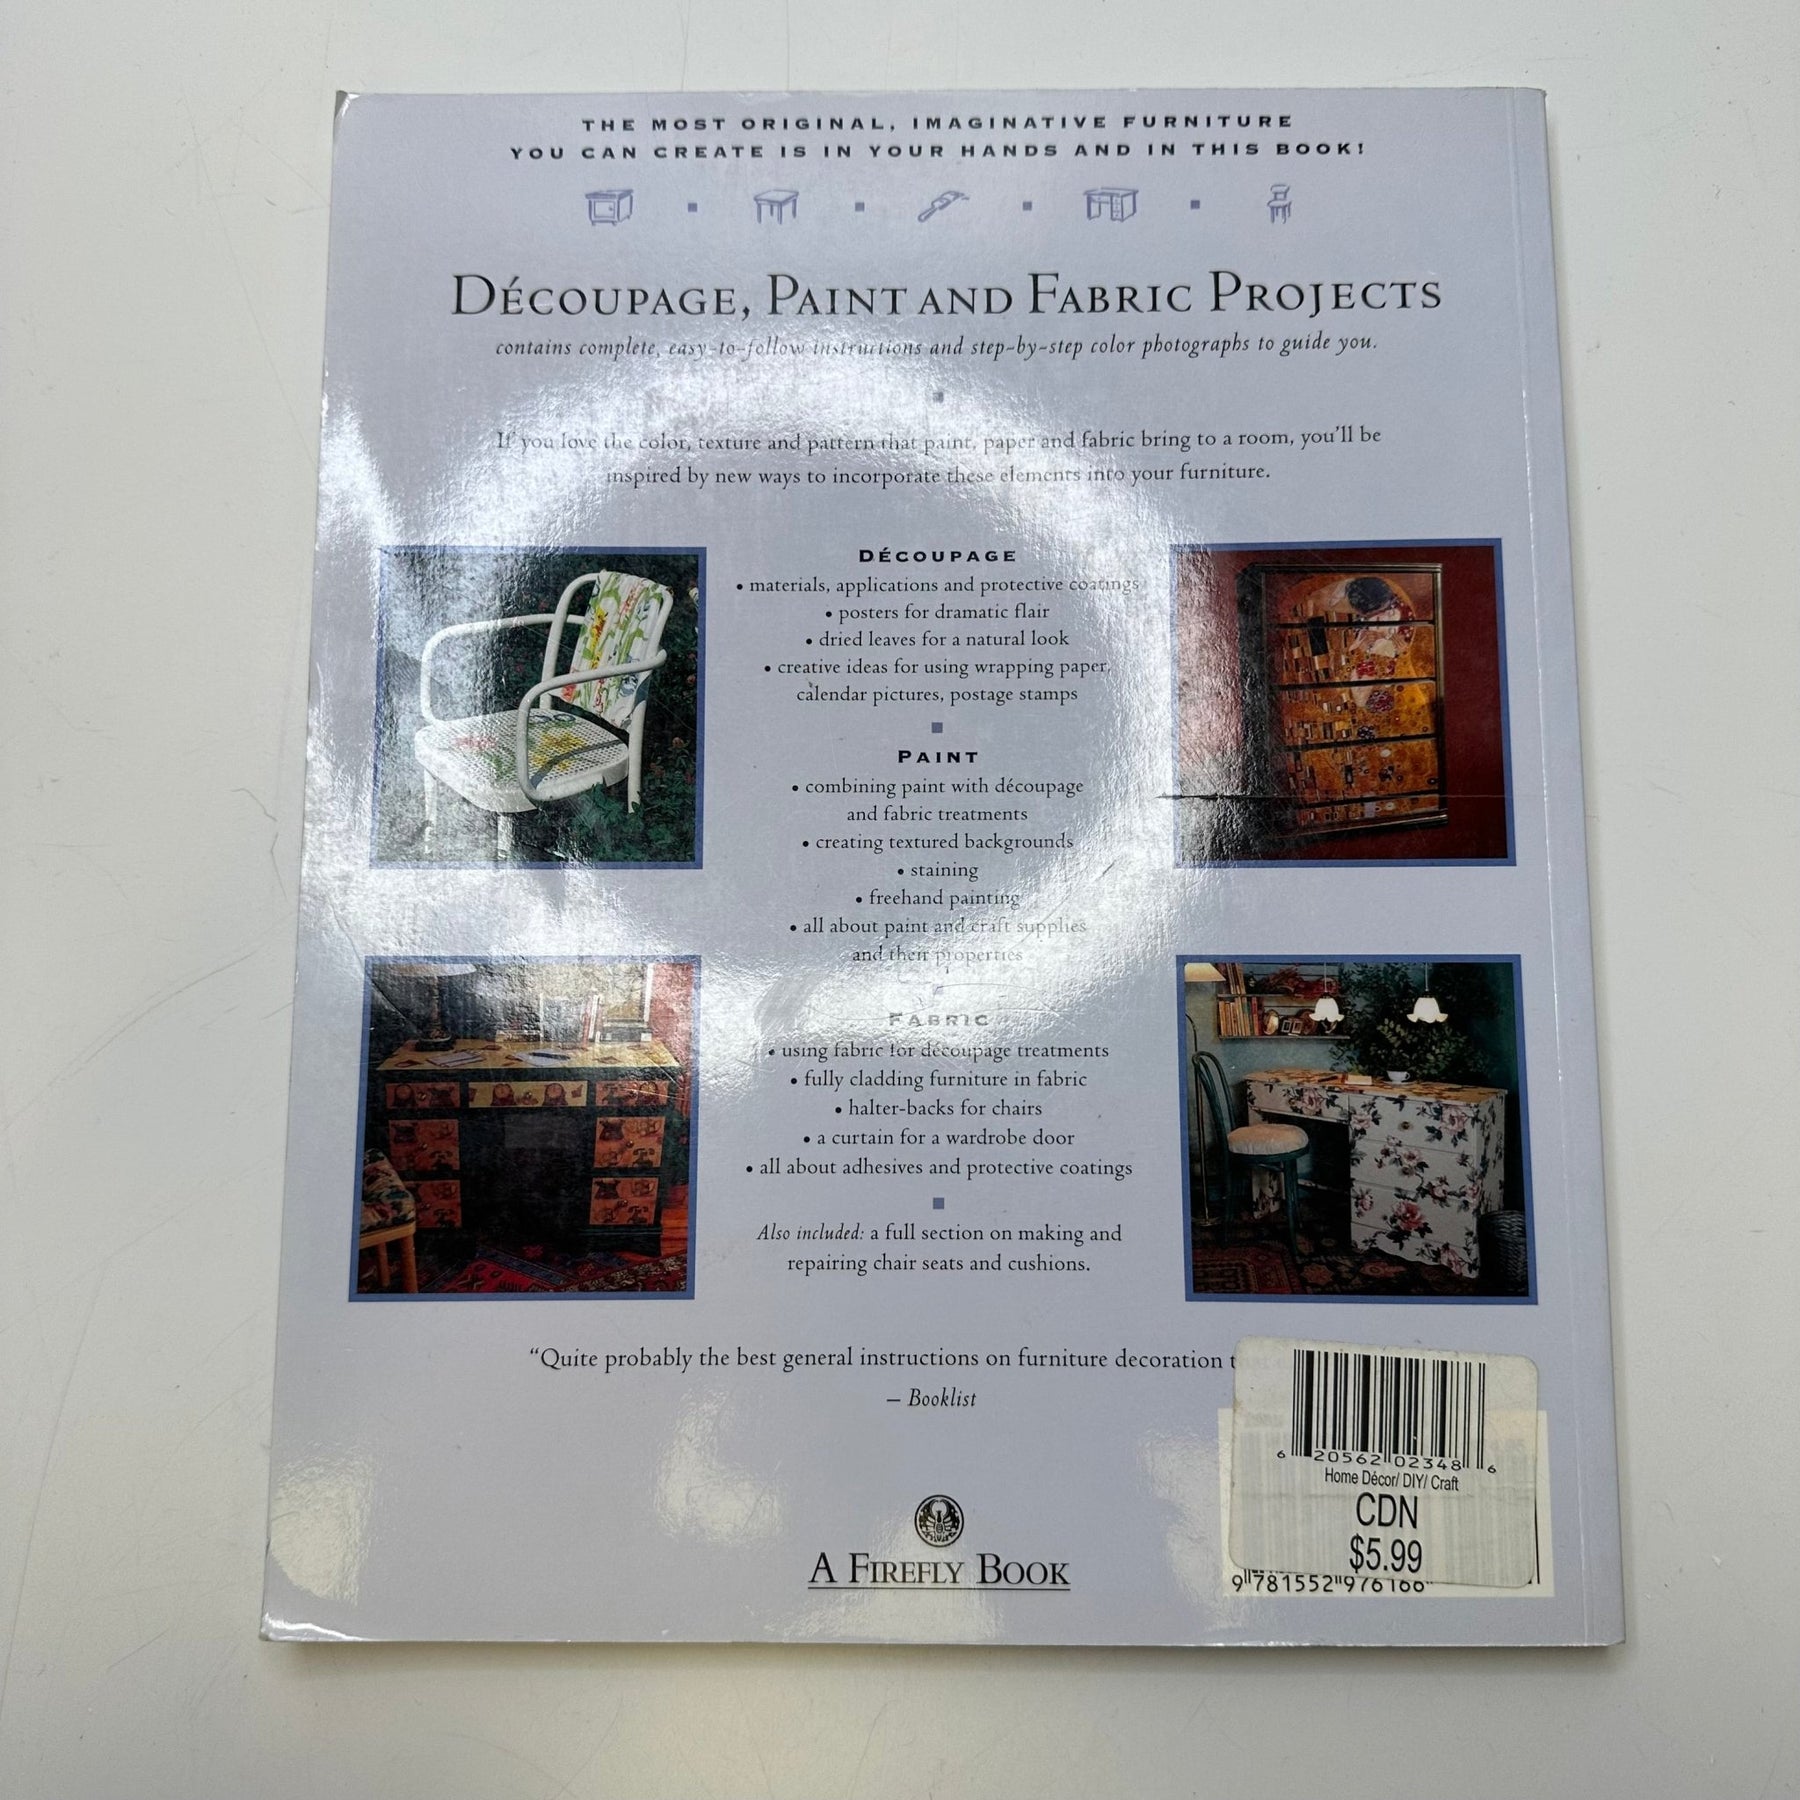 THE MOST ORIGINAL, IMAGINATIVE FURNITURE
YOU CAN CREATE IS IN YOUR HANDS AND IN THIS BOOK!
DÉCOUPAGE, PAINT AND FABRIC PROJECTS
contains complete, easy-to-follow instructions and step-by-step color photographs to guide you.
If you love the color, texture and pattern that paint, paper and fabric bring to a room, you'll be
inspired by new ways to incorporate these elements into your furniture.
DÉCOUPAGE
• materials, applications and protective coatings
• posters for dramatic flair
• dried leaves for a natural look
• creative ideas for using wrapping paper,
calendar pictures, postage stamps
PAINT
• combining paint with découpage
and fabric treatments
• creating textured backgrounds
• staining
• freehand painting
• all about paint and craft supplies
and their properties
FABRIC
• using fabric for découpage treatments
• fully cladding furniture in fabric
• halter-backs for chairs
• a curtain for a wardrobe door
• all about adhesives and protective coatings
Also included: a full section on making and
repairing chair seats and cushions.
“Quite probably the best general instructions on furniture decoration
– Booklist
6 20562 02348 6
Home Décor/ DIY/ Craft
CDN
$5.99
9 781552 976166
A FIREFLY BOOK